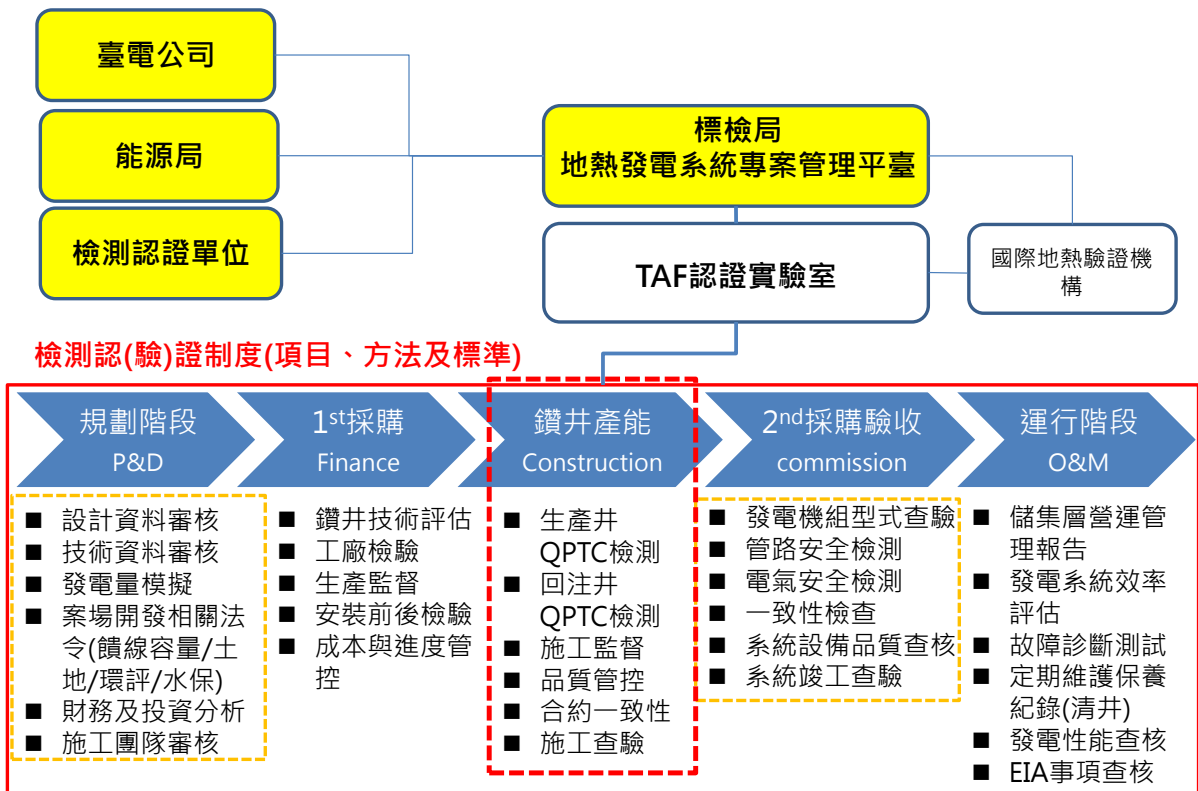 臺電公司
能源局
檢測認證單位
標檢局
地熱發電系統專案管理平臺
TAF認證實驗室
國際地熱驗證機
構
檢測認(驗)證制度(項目、方法及標準)
規劃階段
P&D
1st採購
Finance
鑽井產能
Construction
2nd採購驗收
commission
運行階段
O&M
■ 設計資料審核
■ 技術資料審核
■ 發電量模擬
■ 案場開發相關法
令(饋線容量/土
地/環評/水保)
■ 財務及投資分析
■ 施工團隊審核
■ 鑽井技術評估
■ 工廠檢驗
■ 生產監督
■ 安裝前後檢驗
■ 成本與進度管
控
■ 生產井
QPTC檢測
■ 回注井
QPTC檢測
■ 施工監督
■ 品質管控
■ 合約一致性
■ 施工查驗
■ 發電機組型式查驗
■ 管路安全檢測
■ 電氣安全檢測
■ 一致性檢查
■ 系統設備品質查核
■ 系統竣工查驗
■ 儲集層營運管
理報告
■ 發電系統效率
評估
■ 故障診斷測試
■ 定期維護保養
紀錄(清井)
■ 發電性能查核
■ EIA事項查核